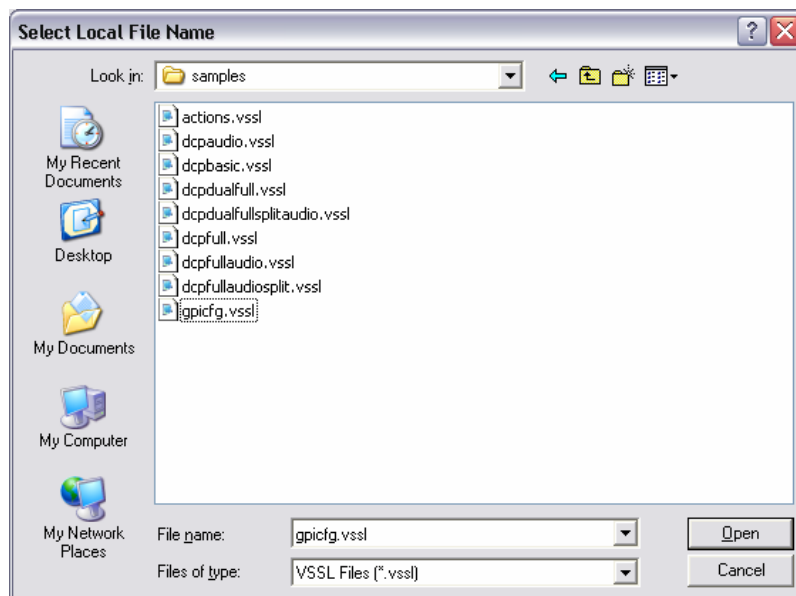 Select Local File Name
Look in: samples
My Recent
Documents
Desktop
My Documents
My Computer
My Network
Places
actions.vssl
dcpaudio.vssl
dcpbasic.vssl
dcpdualfull.vssl
dcpdualfullsplitaudio.vssl
dcpfull.vssl
dcpfullaudio.vssl
dcpfullaudiosplit.vssl
gpicfg.vssl
File name: gpicfg.vssl Open
Files of type: VSSL Files (*.vssl) Cancel